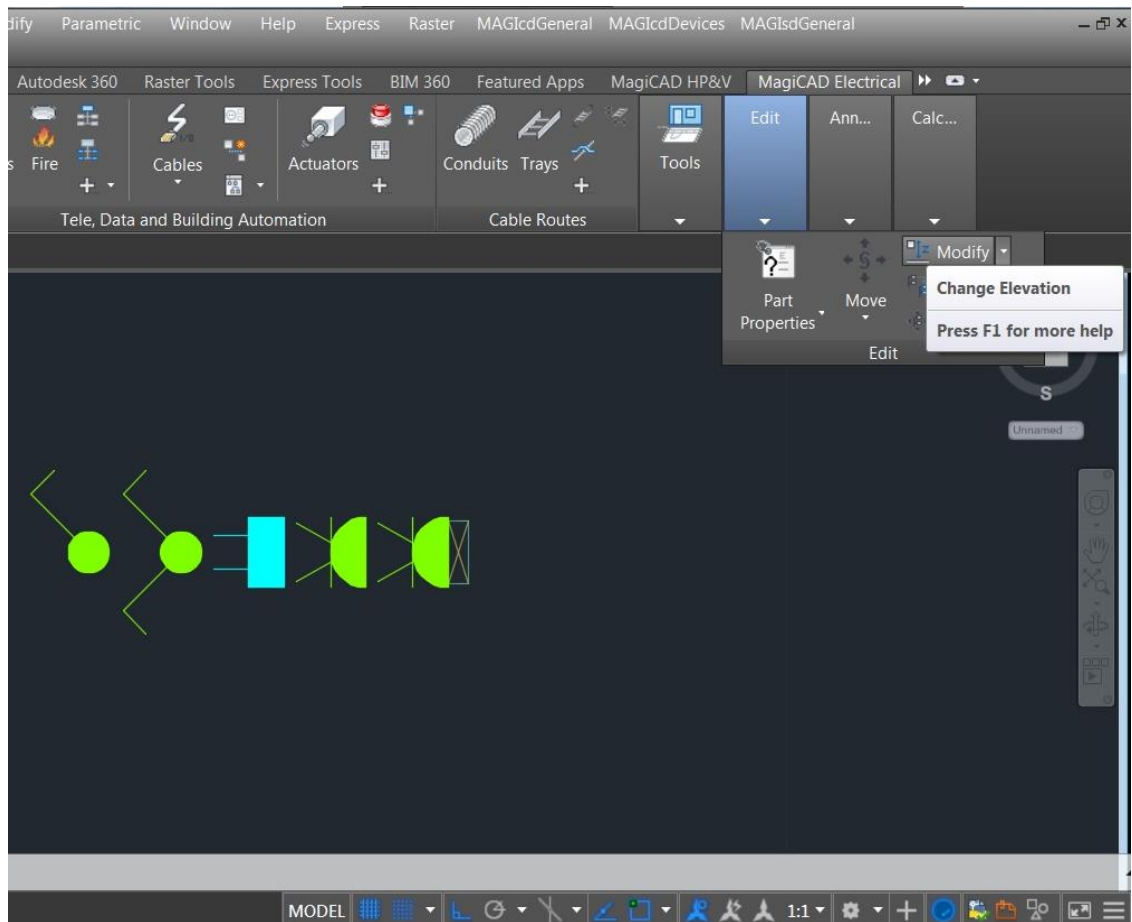 dify Parametric Window Help Express Raster MAGIcdGeneral MAGIcdDevices MAGIsdGeneral
Autodesk 360 Raster Tools Express Tools BIM 360 Featured Apps MagiCAD HP&V MagiCAD Electrical
s Fire Cables Actuators Conduits Trays Tools Edit Ann... Calc...
Tele, Data and Building Automation Cable Routes
Part Properties Move Modify
Change Elevation
Press F1 for more help
Edit
S
Unnamed
MODEL 1:1